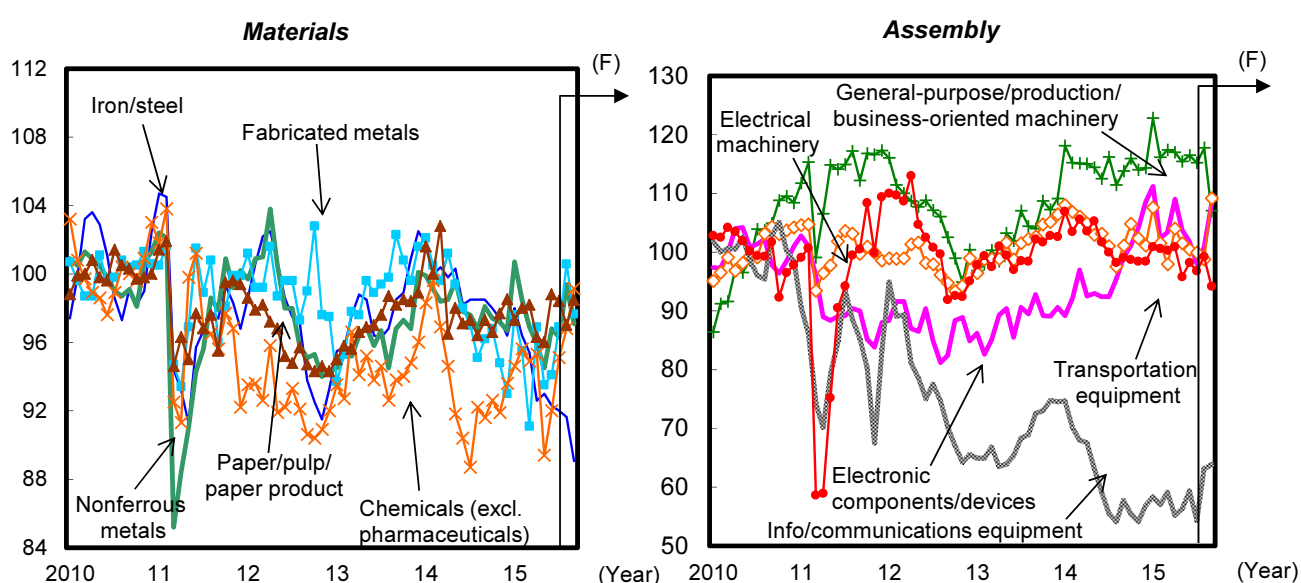 Materials
(F)
112
108
104
100
96
92
88
84
Iron/steel
Fabricated metals
Nonferrous
metals
Paper/pulp/
paper product
Chemicals (excl.
pharmaceuticals)
2010 11 12 13 14 15 (Year)
Assembly
(F)
130
120
110
100
90
80
70
60
50
General-purpose/production/
business-oriented machinery
Electrical
machinery
Transportation
equipment
Electronic
components/devices
Info/communications equipment
2010 11 12 13 14 15 (Year)